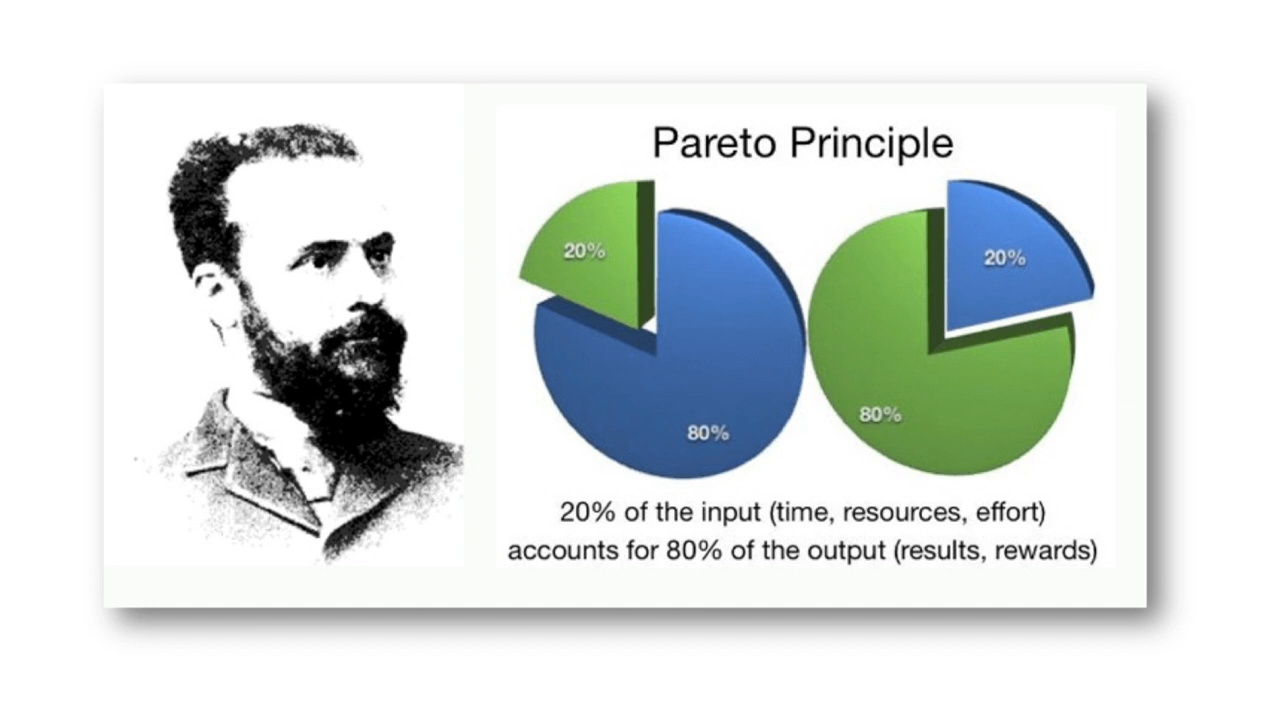 Pareto Principle
20%
20%
80%
80%
20% of the input (time, resources, effort)
accounts for 80% of the output (results, rewards)